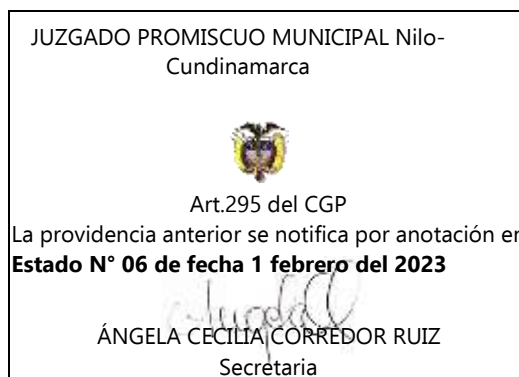 JUZGADO PROMISCUO MUNICIPAL Nilo-
Cundinamarca
Art.295 del CGP
La providencia anterior se notifica por anotación en
Estado N° 06 de fecha 1 febrero del 2023
ÁNGELA CECILIA CORREDOR RUIZ
Secretaria